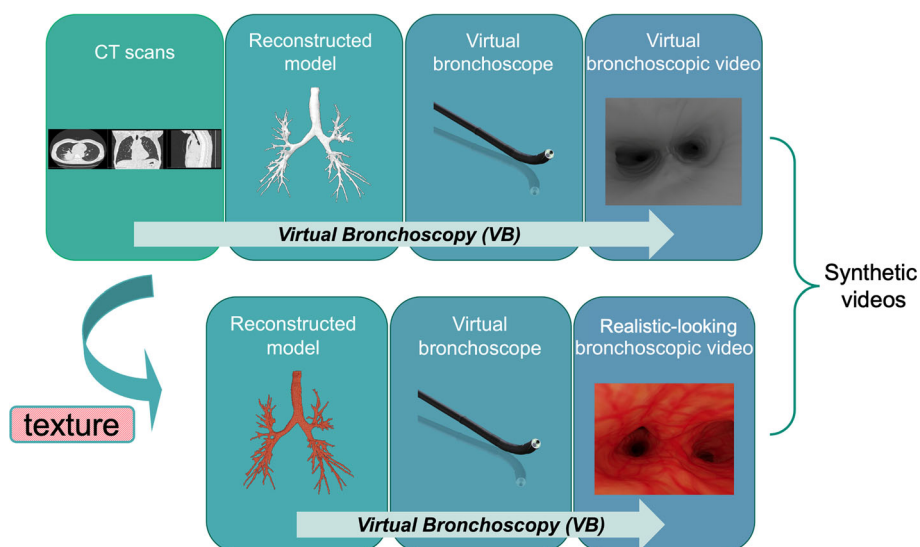 CT scans
Reconstructed
model
Virtual
bronchoscope
Virtual
bronchoscopic video
Virtual Bronchoscopy (VB)
Synthetic
videos
texture
Reconstructed
model
Virtual
bronchoscope
Realistic-looking
bronchoscopic video
Virtual Bronchoscopy (VB)